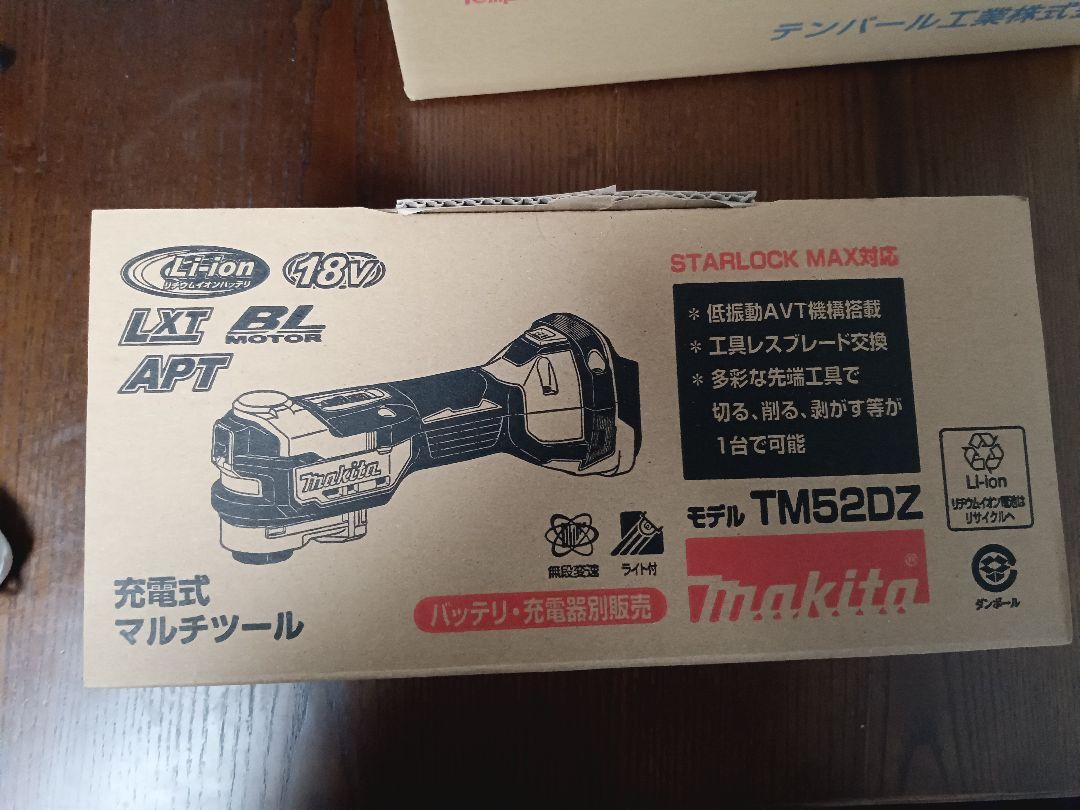 テンパール工業株式
Li-ion
リチウムイオンバッテリ
18V
LXT
BL
MOTOR
APT
makita
充電式
マルチツール
無段変速
ライト付
バッテリ・充電器別販売
STARLOCK MAX対応
* 低振動AVT機構搭載
* 工具レスブレード交換
* 多彩な先端工具で
切る、削る、剥がす等が
1台で可能
モデル TM52DZ
makita®
Li-ion
リチウムイオン電池は
リサイクルへ
ダンボール